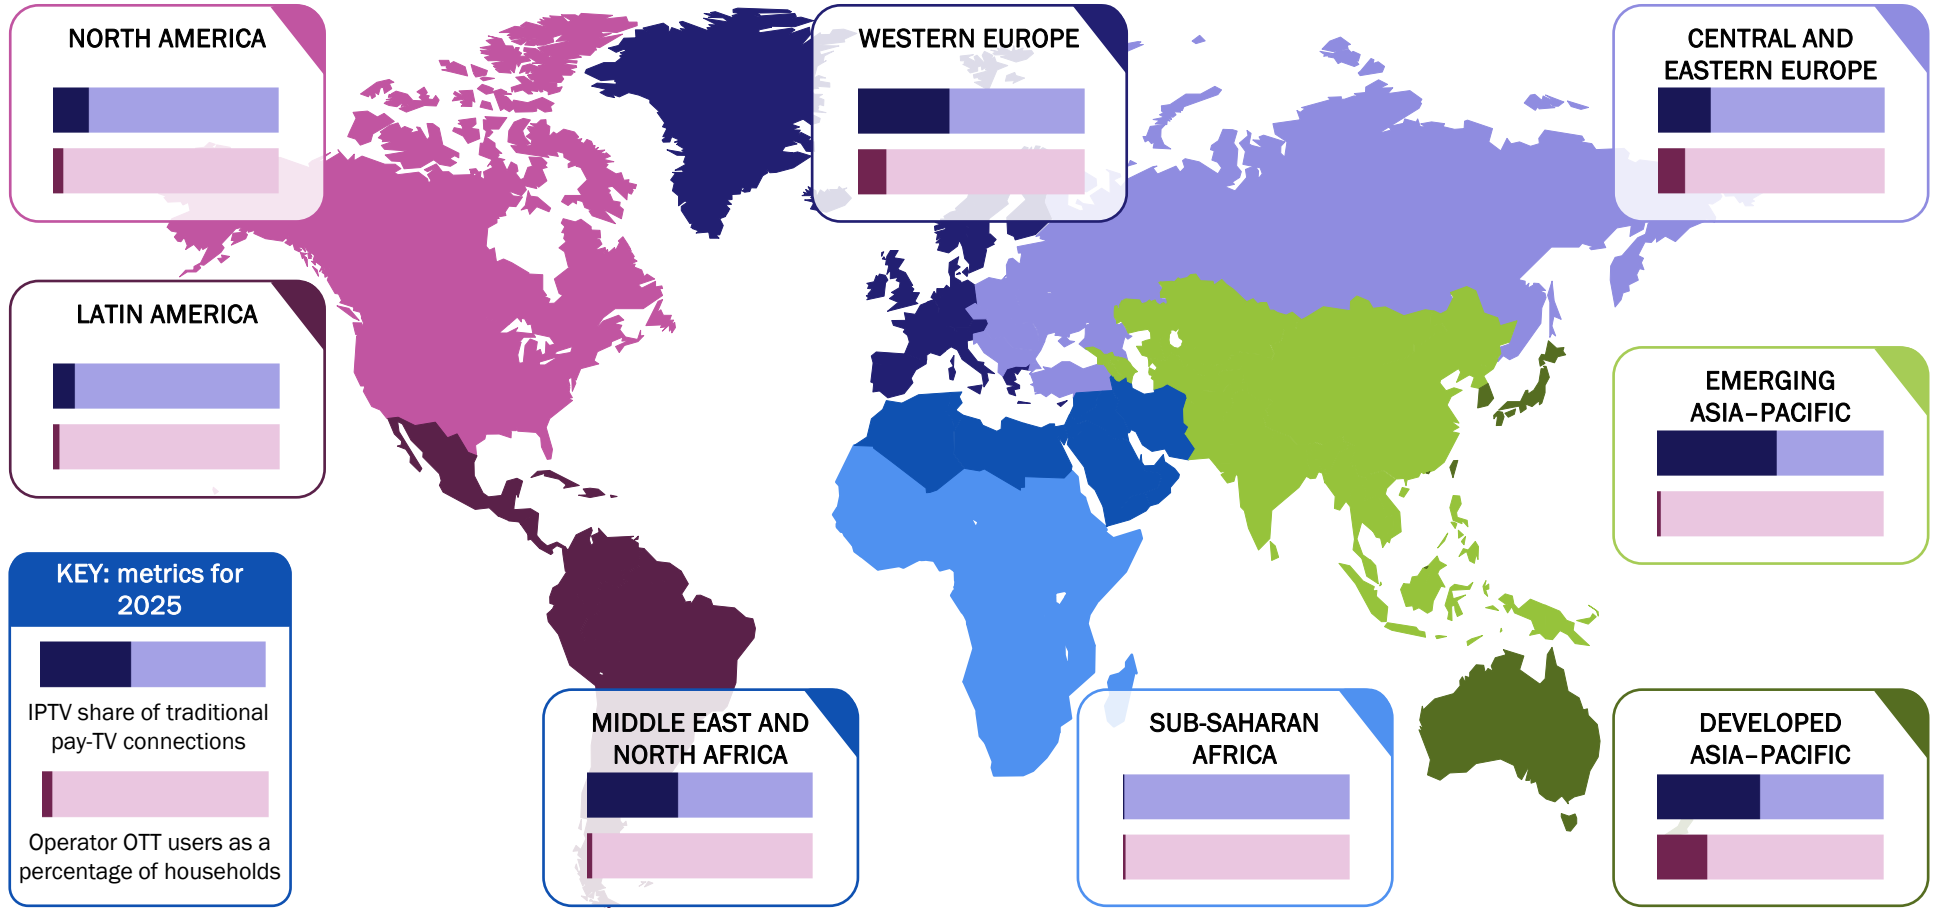 NORTH AMERICA
WESTERN EUROPE
CENTRAL AND
EASTERN EUROPE
LATIN AMERICA
EMERGING
ASIA–PACIFIC
KEY: metrics for
2025
IPTV share of traditional
pay-TV connections
Operator OTT users as a
percentage of households
MIDDLE EAST AND
NORTH AFRICA
SUB-SAHARAN
AFRICA
DEVELOPED
ASIA–PACIFIC